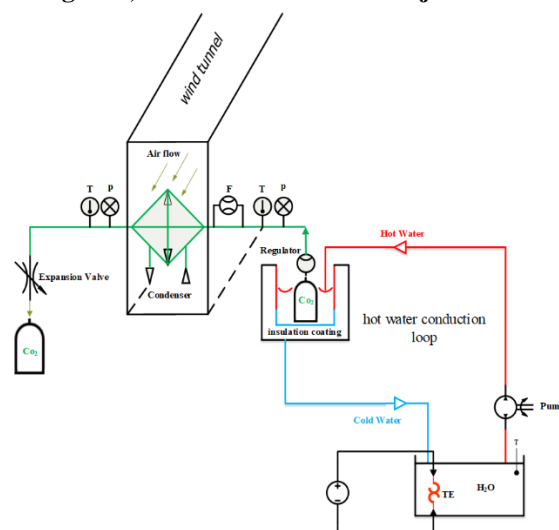 wind tunnel
Air flow
T
P
F
T
P
Expansion Valve
Condenser
Regulator
Hot Water
Co2
Co2
insulation coating
hot water conduction
loop
Cold Water
Pum
T
TE
H2O